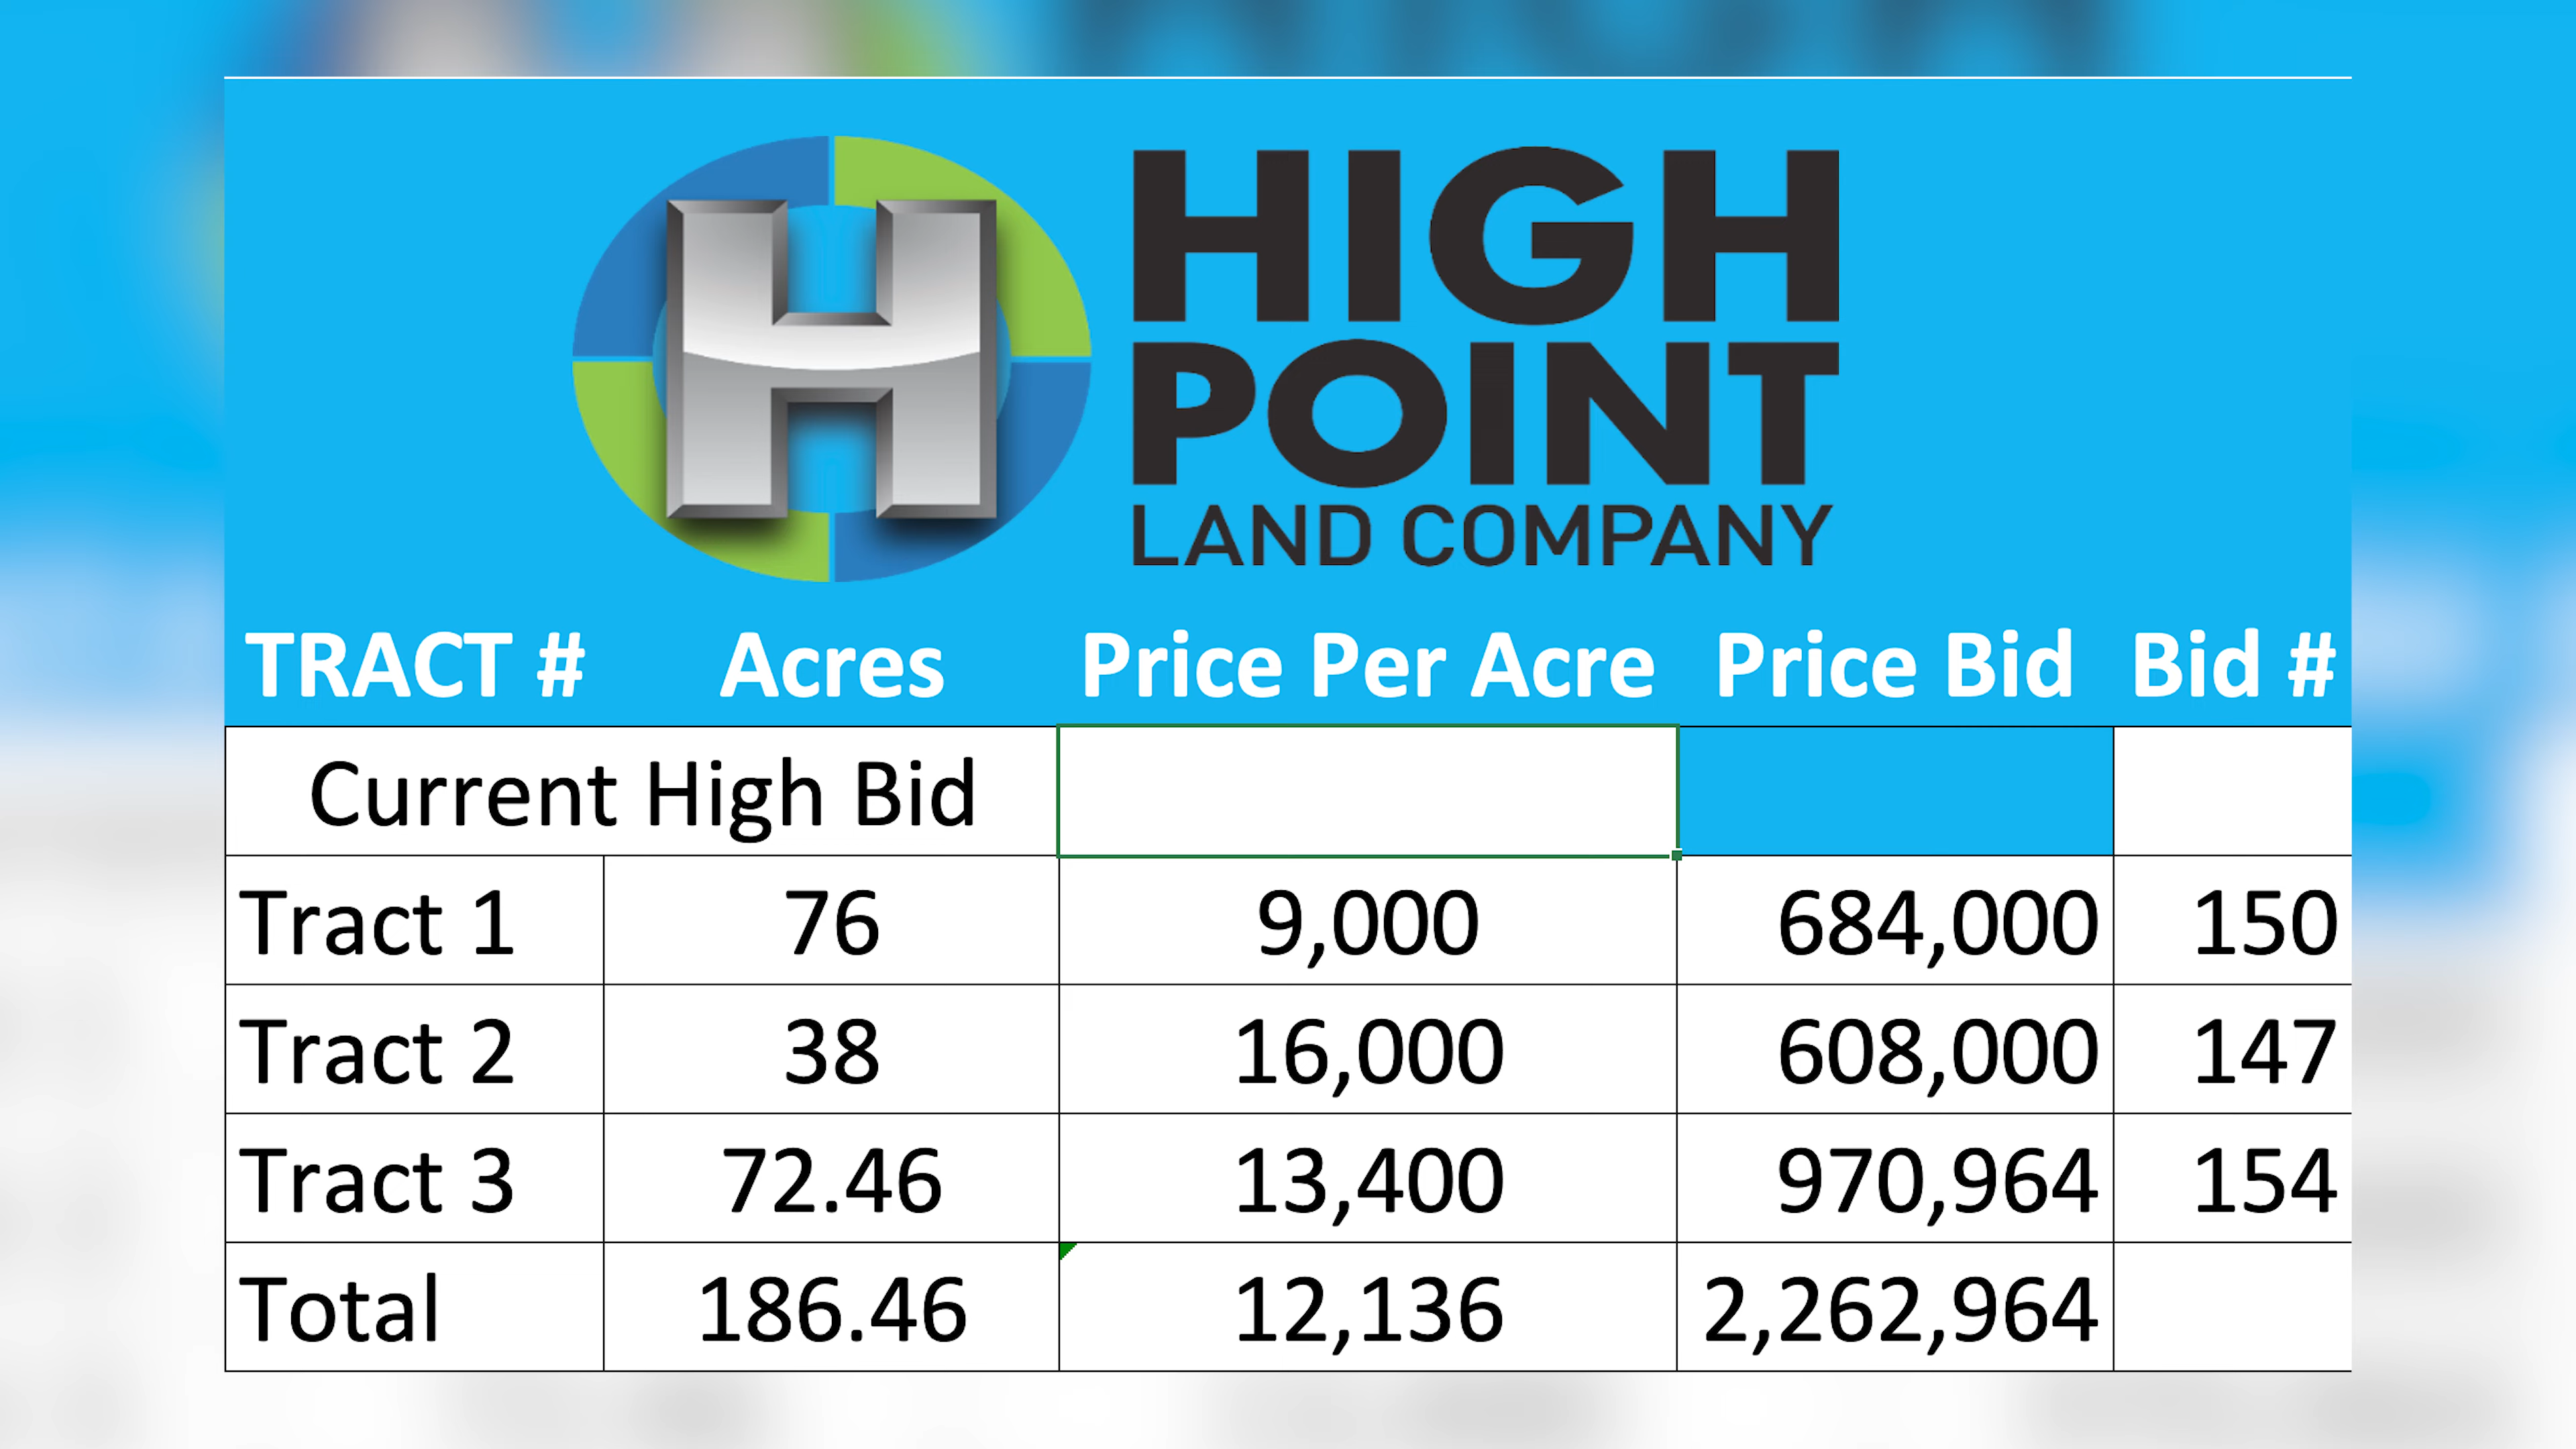 H
HIGH
POINT
LAND COMPANY
TRACT # Acres Price Per Acre Price Bid Bid #
Current High Bid
Tract 1 76 9,000 684,000 150
Tract 2 38 16,000 608,000 147
Tract 3 72.46 13,400 970,964 154
Total 186.46 12,136 2,262,964